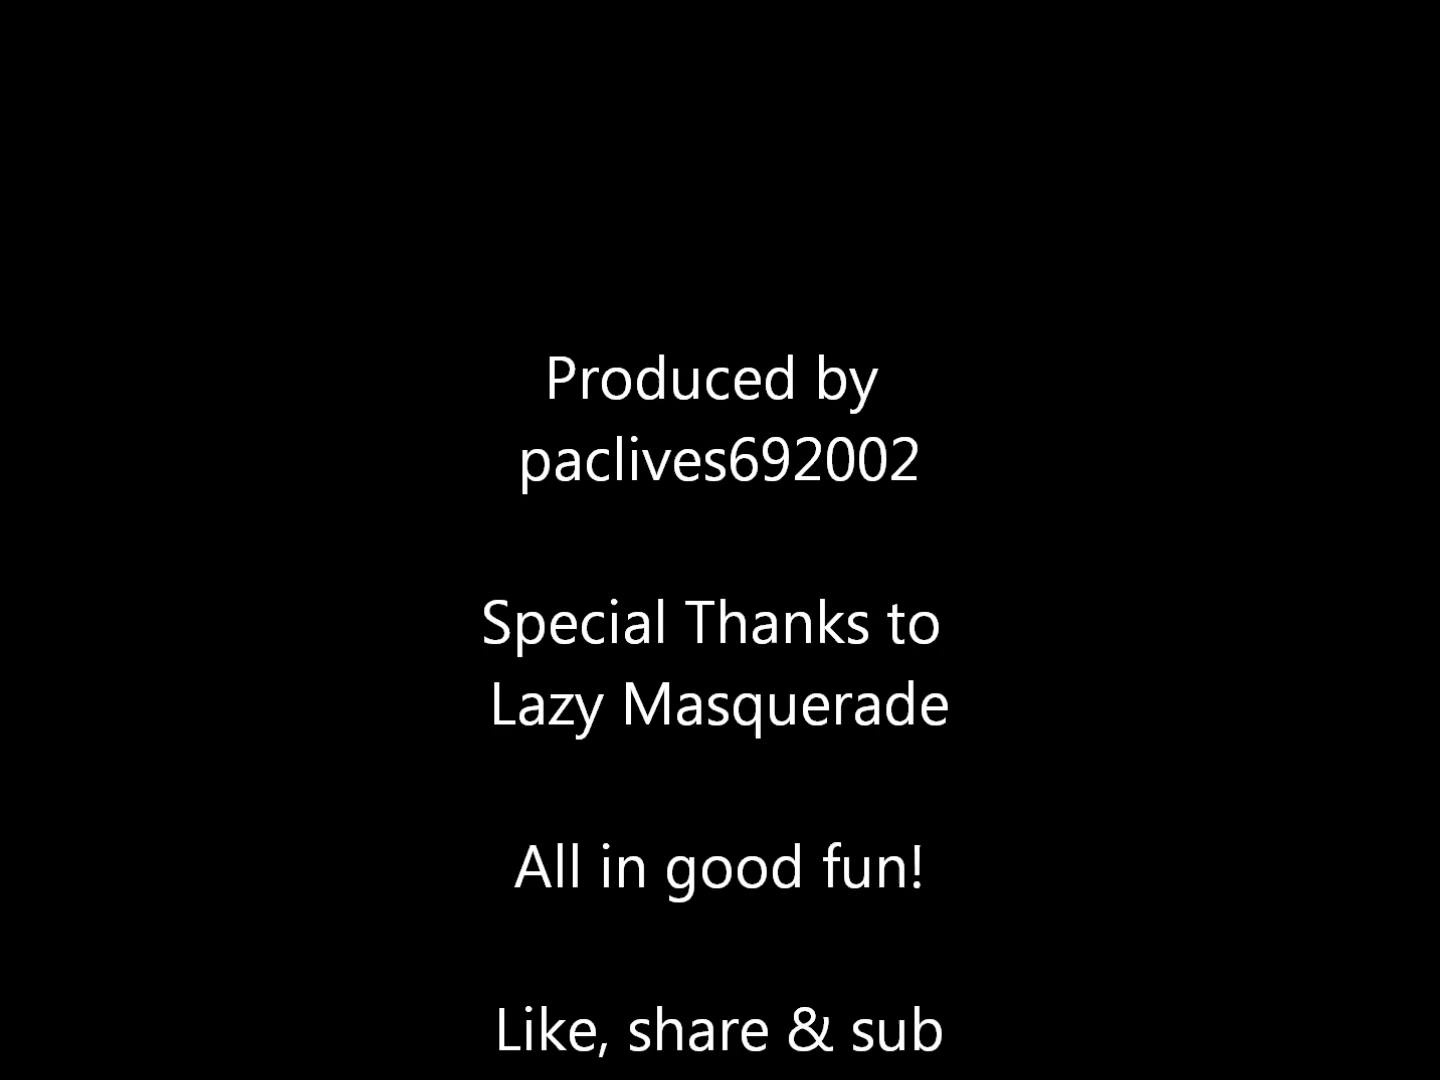 Produced by
paclives692002
Special Thanks to
Lazy Masquerade
All in good fun!
Like, share & sub